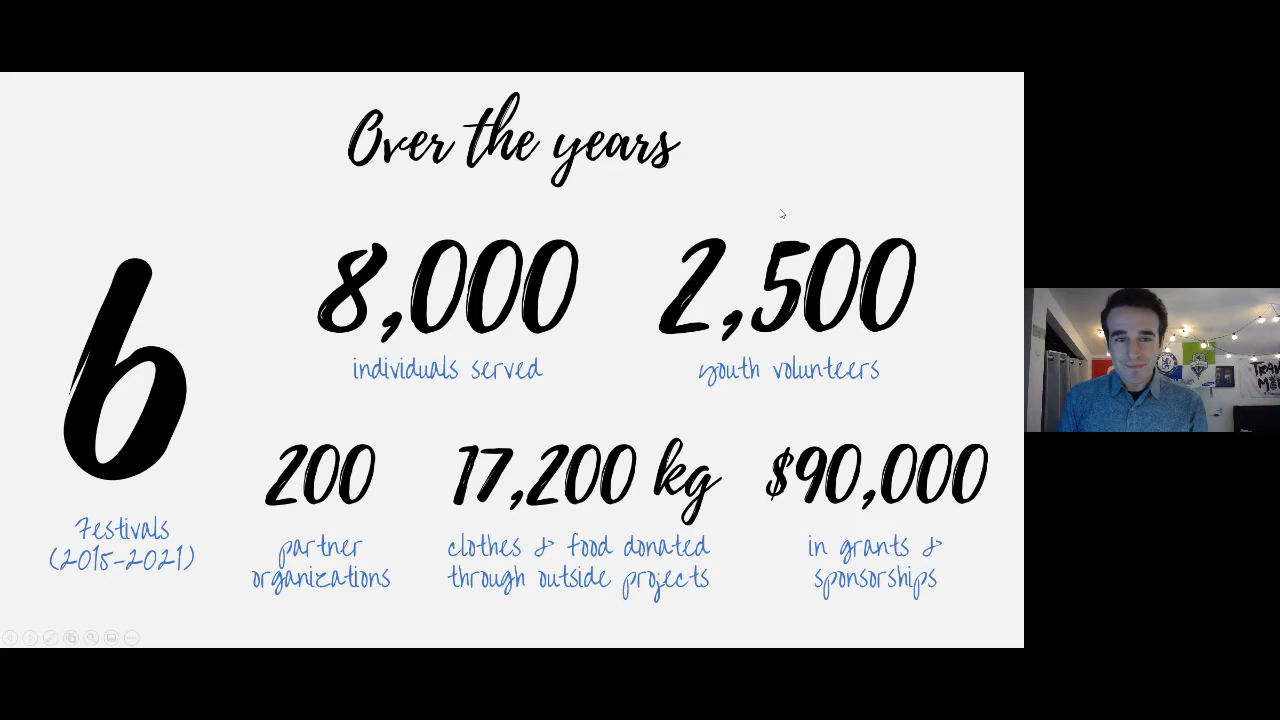 Over the years
6
Festivals
(2015-2021)
8,000
individuals served
2,500
youth volunteers
200
partner
organizations
17,200 kg
clothes & food donated
through outside projects
$90,000
in grants &
sponsorships